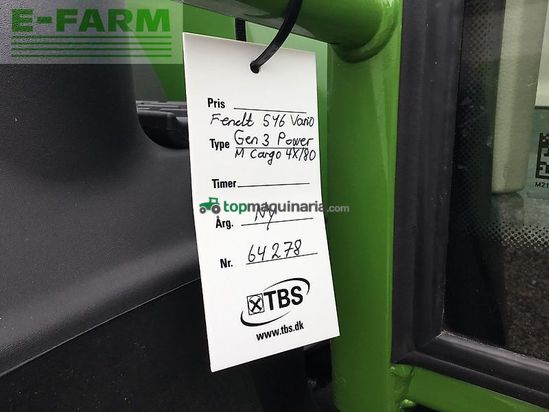 E-FARM
Pris
Fendt 516 Vario
Type Gen 3 Power
M Cargo 4X/80
Timer
topmaquinaria.com
Årg. Ny
Nr. 64278
TBS
www.tbs.dk